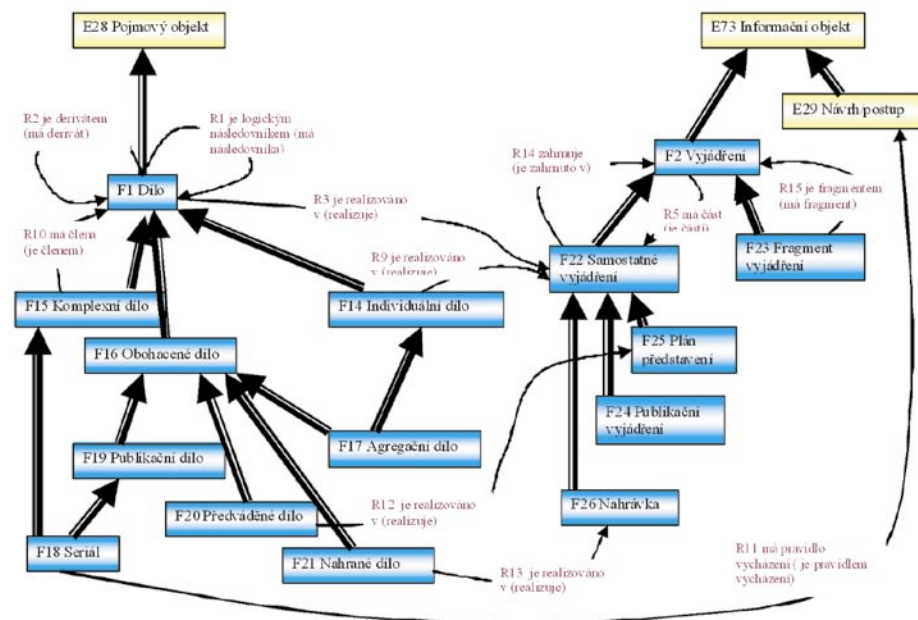 E28 Pojmový objekt
E73 Informační objekt
E29 Návrh/postup
R2 je derivátem
(má derivát)
R1 je logickým
následovníkem (má
následovníka)
F1 Dílo
R14 zahrnuje
(je zahrnuto v)
F2 Vyjádření
R15 je fragmentem
(má fragment)
R3 je realizováno
v (realizuje)
R5 má část
(je částí)
R10 má člem
(je členem)
R9 je realizováno
v (realizuje)
F22 Samostatné
vyjádření
F23 Fragment
vyjádření
F15 Komplexní dílo
F14 Individuální dílo
F16 Obohacené dílo
F25 Plán
představení
F24 Publikační
vyjádření
F17 Agregační dílo
F19 Publikační dílo
F20 Předváděné dílo
R12 je realizováno
v (realizuje)
F26 Nahrávka
F18 Seriál
F21 Nahrané dílo
R13 je realizováno
v (realizuje)
R11 má pravidlo
vycházení ( je pravidlem
vycházení)